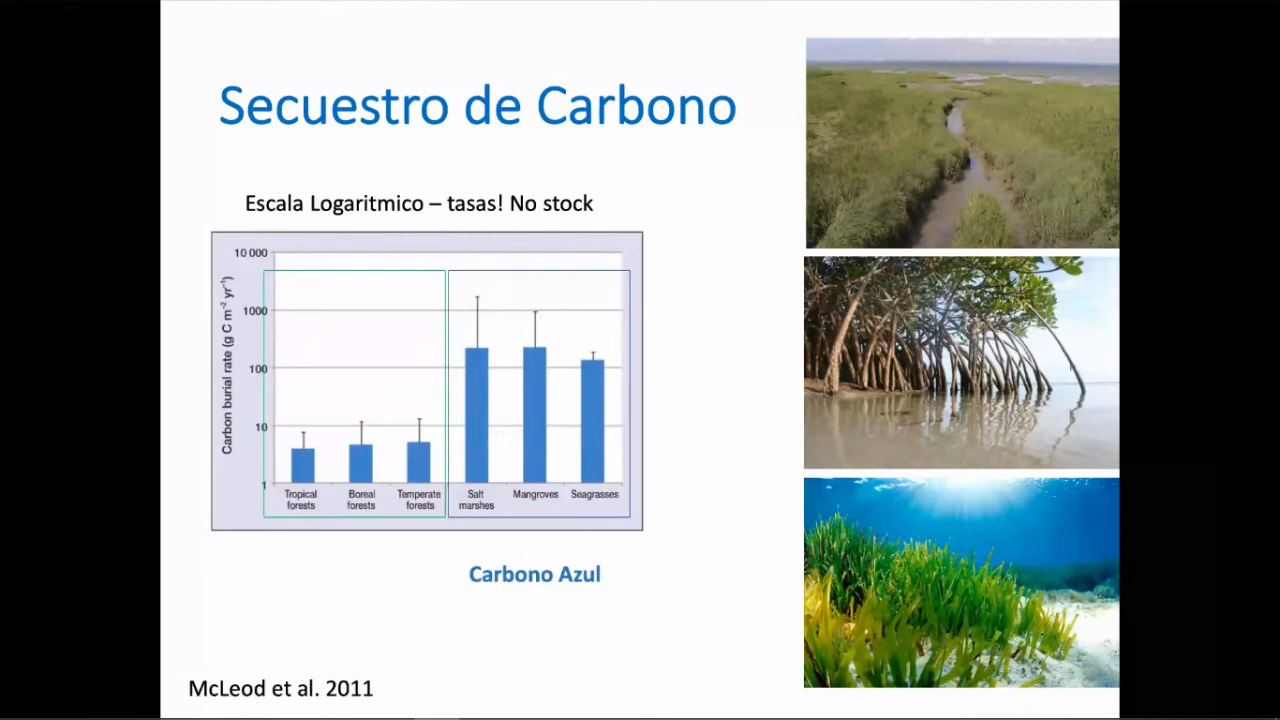 Secuestro de Carbono
Escala Logaritmico – tasas! No stock
Carbon burial rate (g C m⁻² yr⁻¹)
10 000
1000
100
10
1
Tropical forests
Boreal forests
Temperate forests
Salt marshes
Mangroves
Seagrasses
Carbono Azul
McLeod et al. 2011